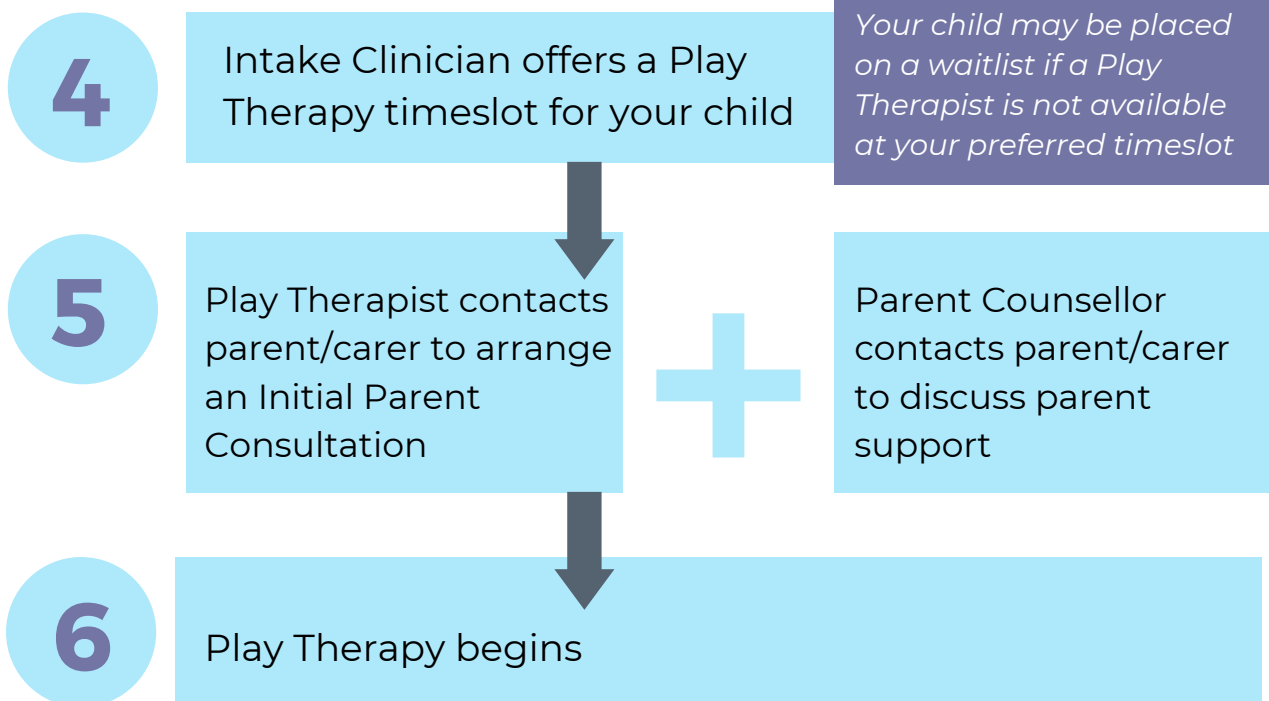 4
Intake Clinician offers a Play
Therapy timeslot for your child
Your child may be placed
on a waitlist if a Play
Therapist is not available
at your preferred timeslot
5
Play Therapist contacts
parent/carer to arrange
an Initial Parent
Consultation
Parent Counsellor
contacts parent/carer
to discuss parent
support
6
Play Therapy begins